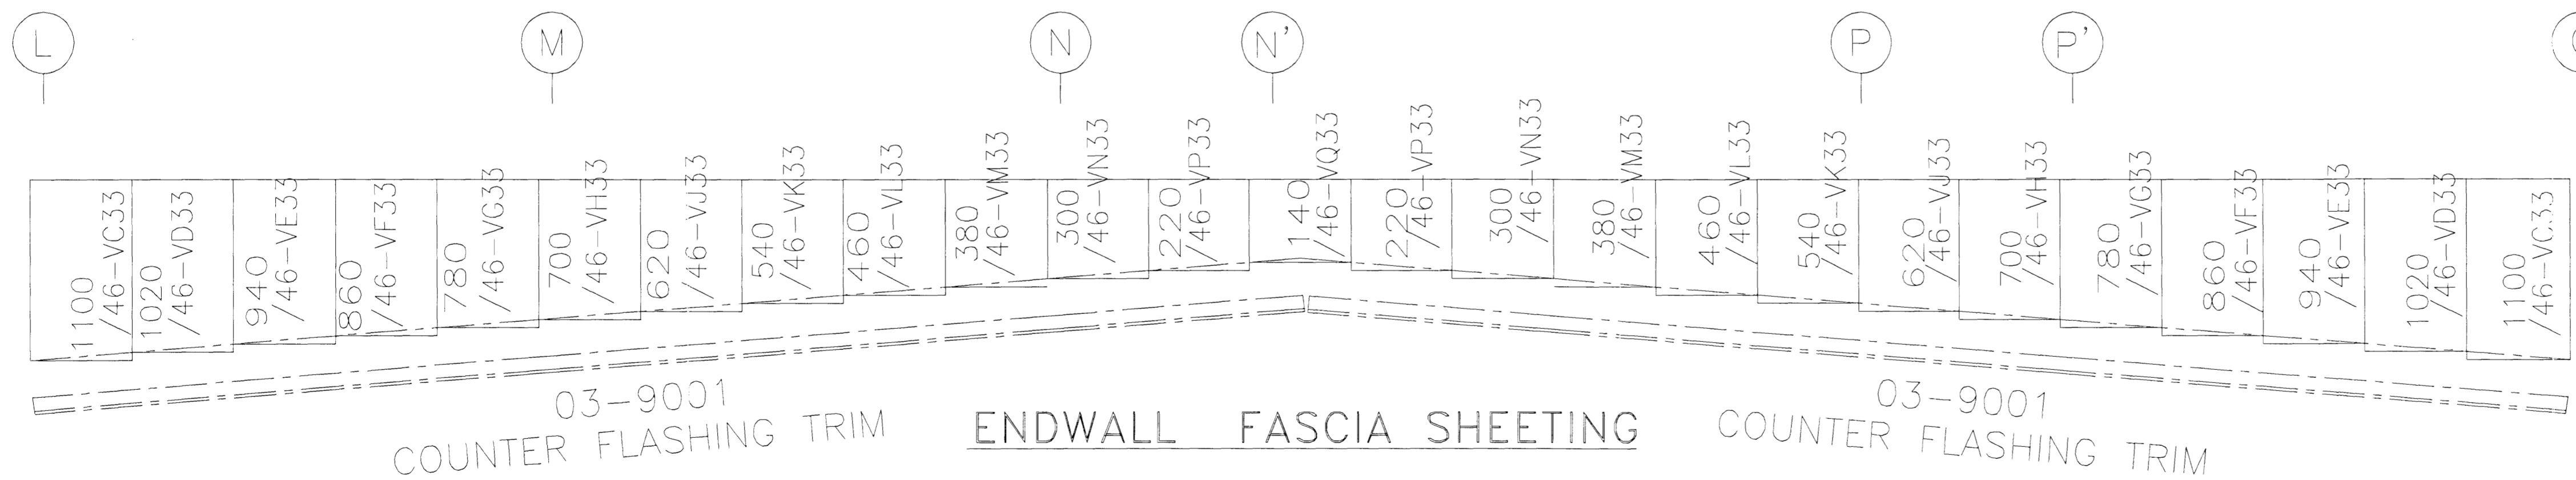 L
M
N
N'
P
P'
1100
/46-VC33
1020
/46-VD33
940
/46-VE33
860
/46-VF33
780
/46-VG33
700
/46-VH33
620
/46-VJ33
540
/46-VK33
460
/46-VL33
380
/46-VM33
300
/46-VN33
220
/46-VP33
140
/46-VQ33
220
/46-VP33
300
/46-VN33
380
/46-VM33
460
/46-VL33
540
/46-VK33
620
/46-VJ33
700
/46-VH33
780
/46-VG33
860
/46-VF33
940
/46-VE33
1020
/46-VD33
1100
/46-VC33
03-9001
COUNTER FLASHING TRIM
ENDWALL FASCIA SHEETING
03-9001
COUNTER FLASHING TRIM